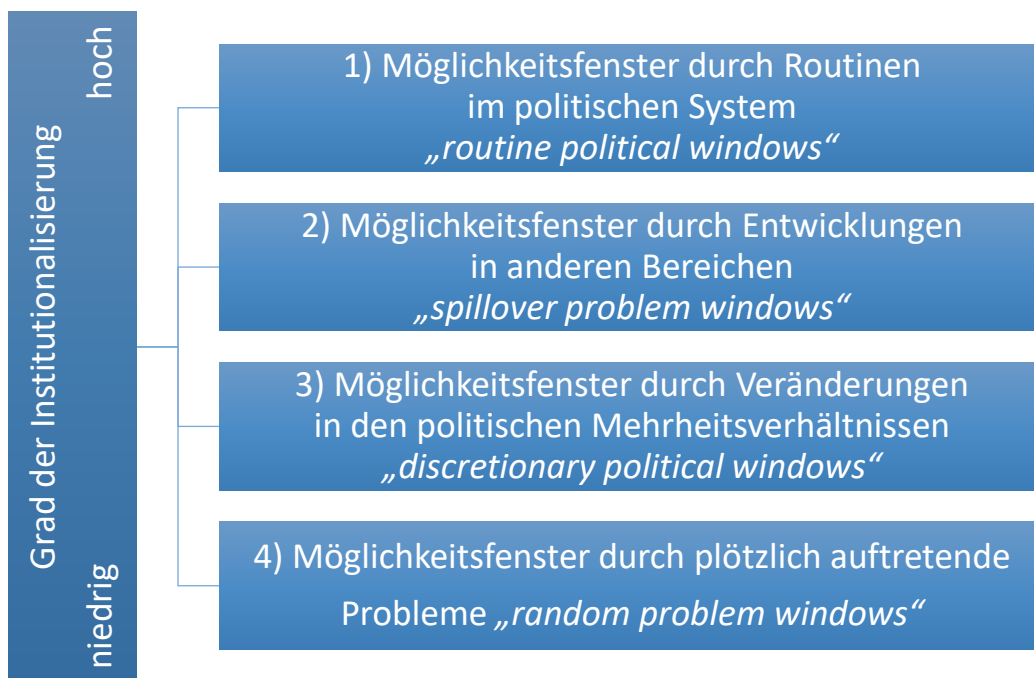 hoch
Grad der Institutionalisierung
niedrig
1) Möglichkeitsfenster durch Routinen
im politischen System
„routine political windows“
2) Möglichkeitsfenster durch Entwicklungen
in anderen Bereichen
„spillover problem windows“
3) Möglichkeitsfenster durch Veränderungen
in den politischen Mehrheitsverhältnissen
„discretionary political windows“
4) Möglichkeitsfenster durch plötzlich auftretende
Probleme „random problem windows“